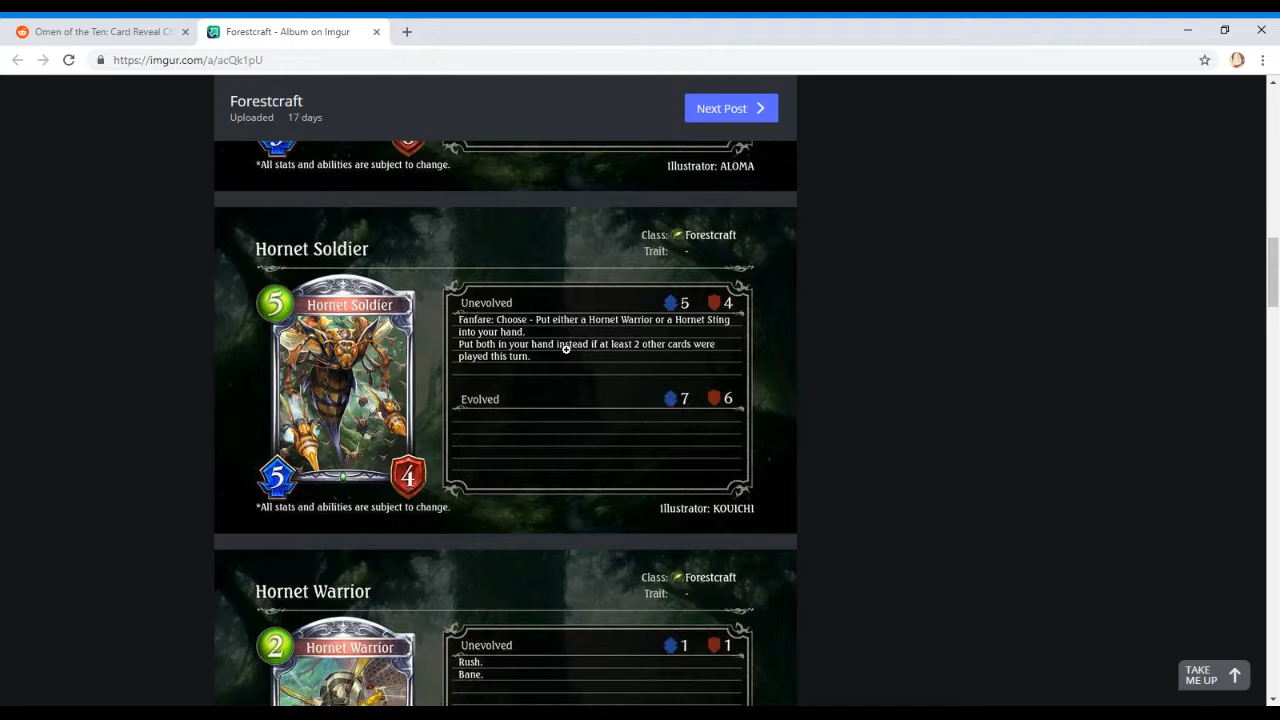 Omen of the Ten: Card Reveal Ch
Forestcraft - Album on Imgur
https://imgur.com/a/acQk1pU
Forestcraft
Uploaded 17 days
Next Post
*All stats and abilities are subject to change.
Illustrator: ALOMA
Hornet Soldier
Class: Forestcraft
Trait: -
5
Hornet Soldier
5
4
Unevolved 5 4
Fanfare: Choose - Put either a Hornet Warrior or a Hornet Sting
into your hand.
Put both in your hand instead if at least 2 other cards were
played this turn.
Evolved 7 6
*All stats and abilities are subject to change.
Illustrator: KOUICHI
Hornet Warrior
Class: Forestcraft
Trait: -
2
Hornet Warrior
Unevolved 1 1
Rush.
Bane.
TAKE
ME UP